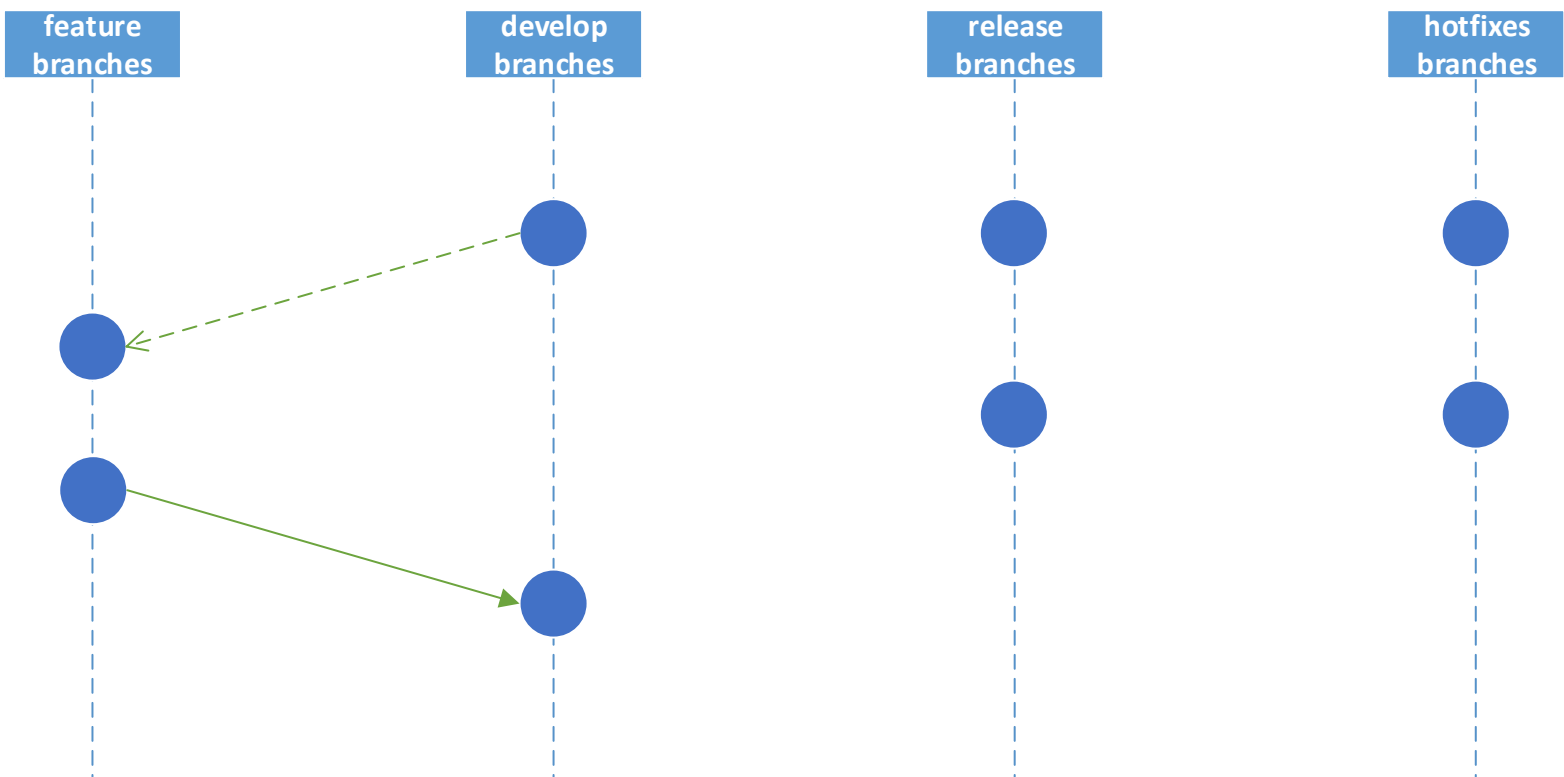 feature
branches
develop
branches
release
branches
hotfixes
branches